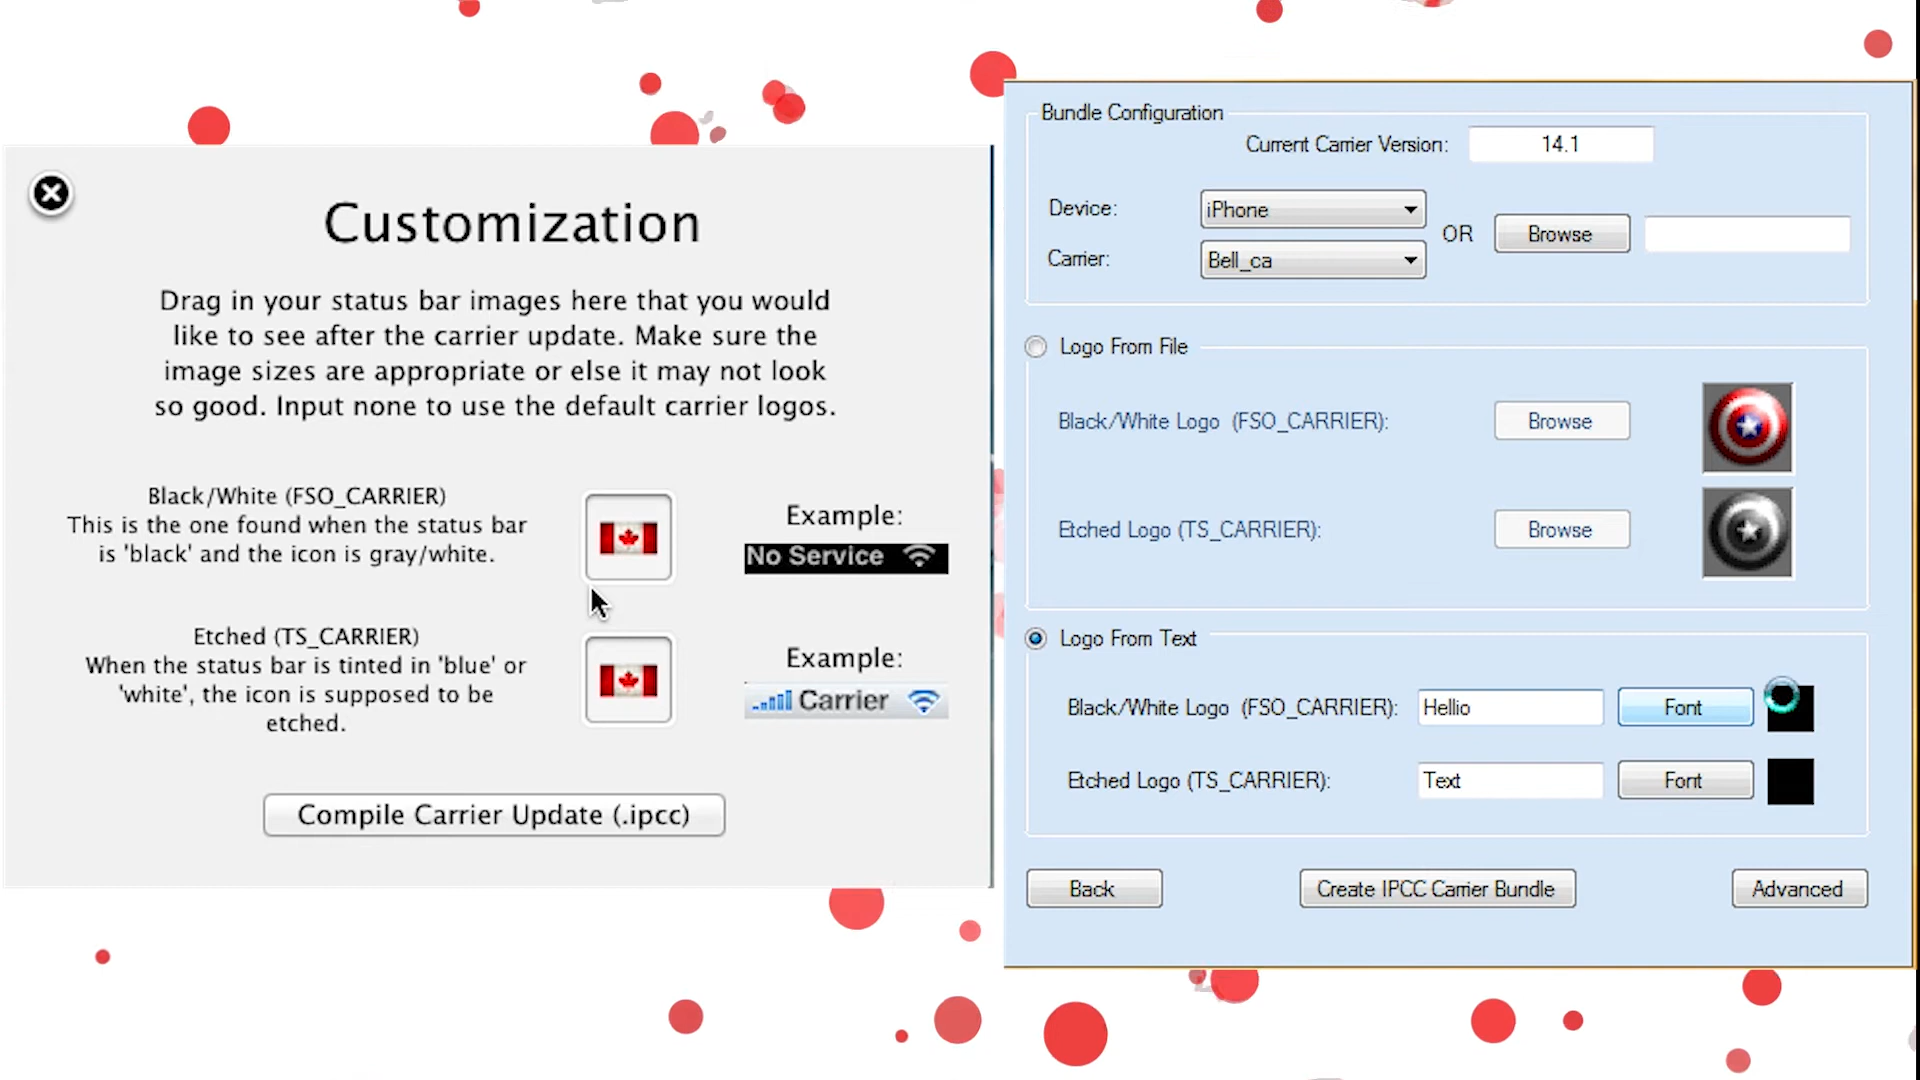 Customization
Drag in your status bar images here that you would
like to see after the carrier update. Make sure the
image sizes are appropriate or else it may not look
so good. Input none to use the default carrier logos.
Black/White (FSO_CARRIER)
This is the one found when the status bar
is 'black' and the icon is gray/white.
Example:
No Service
Etched (TS_CARRIER)
When the status bar is tinted in 'blue' or
'white', the icon is supposed to be
etched.
Example:
Carrier
Compile Carrier Update (.ipcc)
Bundle Configuration
Current Carrier Version: 14.1
Device: iPhone
OR Browse
Carrier: Bell_ca
Logo From File
Black/White Logo (FSO_CARRIER): Browse
Etched Logo (TS_CARRIER): Browse
Logo From Text
Black/White Logo (FSO_CARRIER): Hellio Font
Etched Logo (TS_CARRIER): Text Font
Back Create IPCC Carrier Bundle Advanced